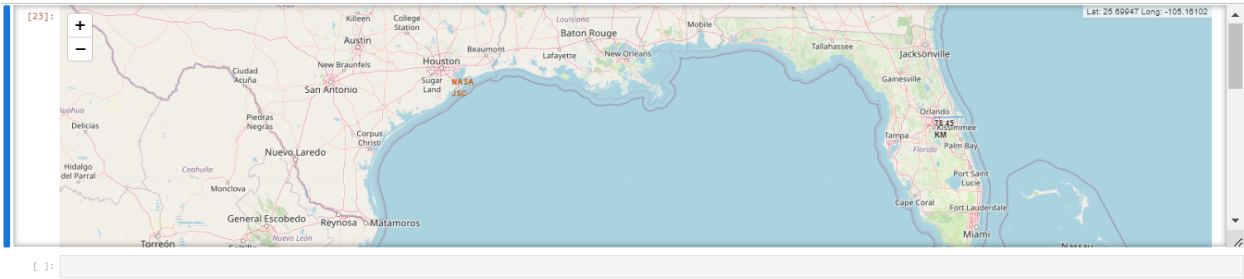 [23]:
+
−
Lat: 25.69947 Long: -105.16102
Texas
Killeen
College
Station
Louisiana
Mobile
Austin
Baton Rouge
Tallahassee
Jacksonville
Beaumont
Lafayette
New Orleans
New Braunfels
Houston
Ciudad
Acuña
Sugar
Land
NASA
JSC
San Antonio
Gainesville
Orlando
Piedras
Negras
78.45
KM
Kissimmee
Delicias
Corpus
Christi
Tampa
Florida
Palm Bay
Nuevo Laredo
Hidalgo
del Parral
Coahuila
Port Saint
Lucie
Monclova
Cape Coral
Fort Lauderdale
General Escobedo
Reynosa
Matamoros
Miami
Torreón
Nuevo León
Nassau
[ ]: